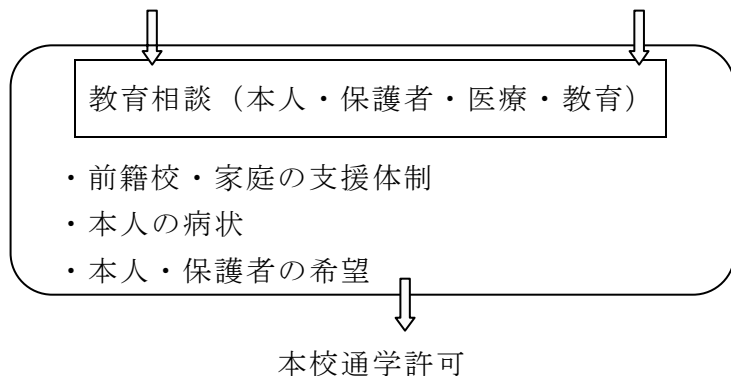 教育相談（本人・保護者・医療・教育）
・前籍校・家庭の支援体制
・本人の病状
・本人・保護者の希望
本校通学許可